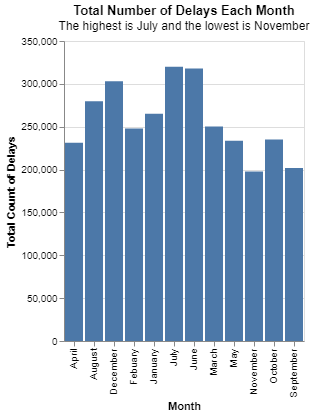 Total Number of Delays Each Month
The highest is July and the lowest is November
350,000
300,000
250,000
200,000
150,000
100,000
50,000
0
Total Count of Delays
April
August
December
Febuary
January
July
June
March
May
November
October
September
Month